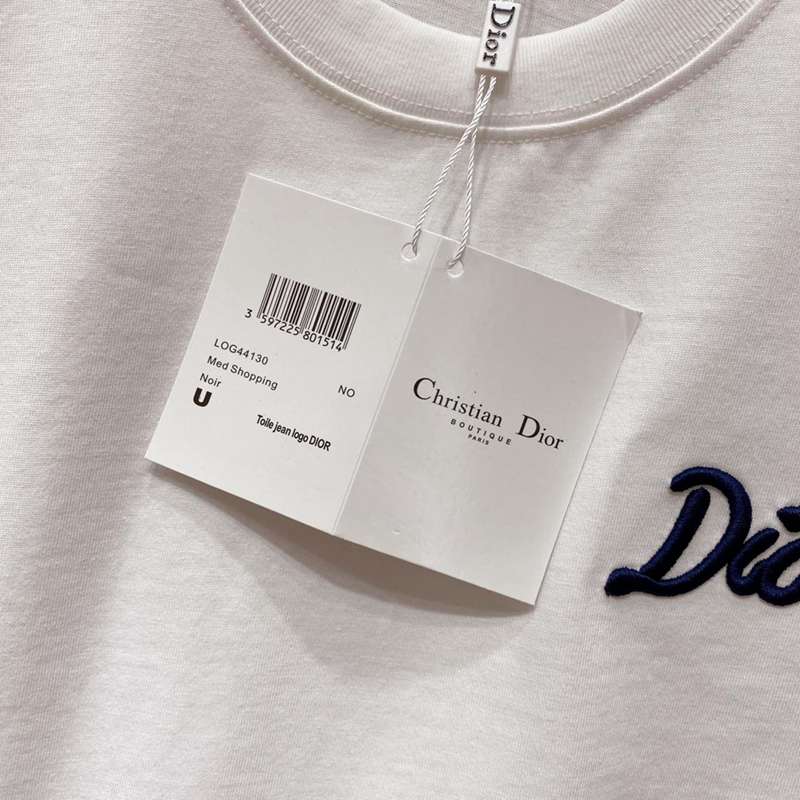 Dior
3 597225 801514
LOG44130
Med Shopping
Noir NO
U
Toile jean logo DIOR
Christian Dior
BOUTIQUE
PARIS
Dio